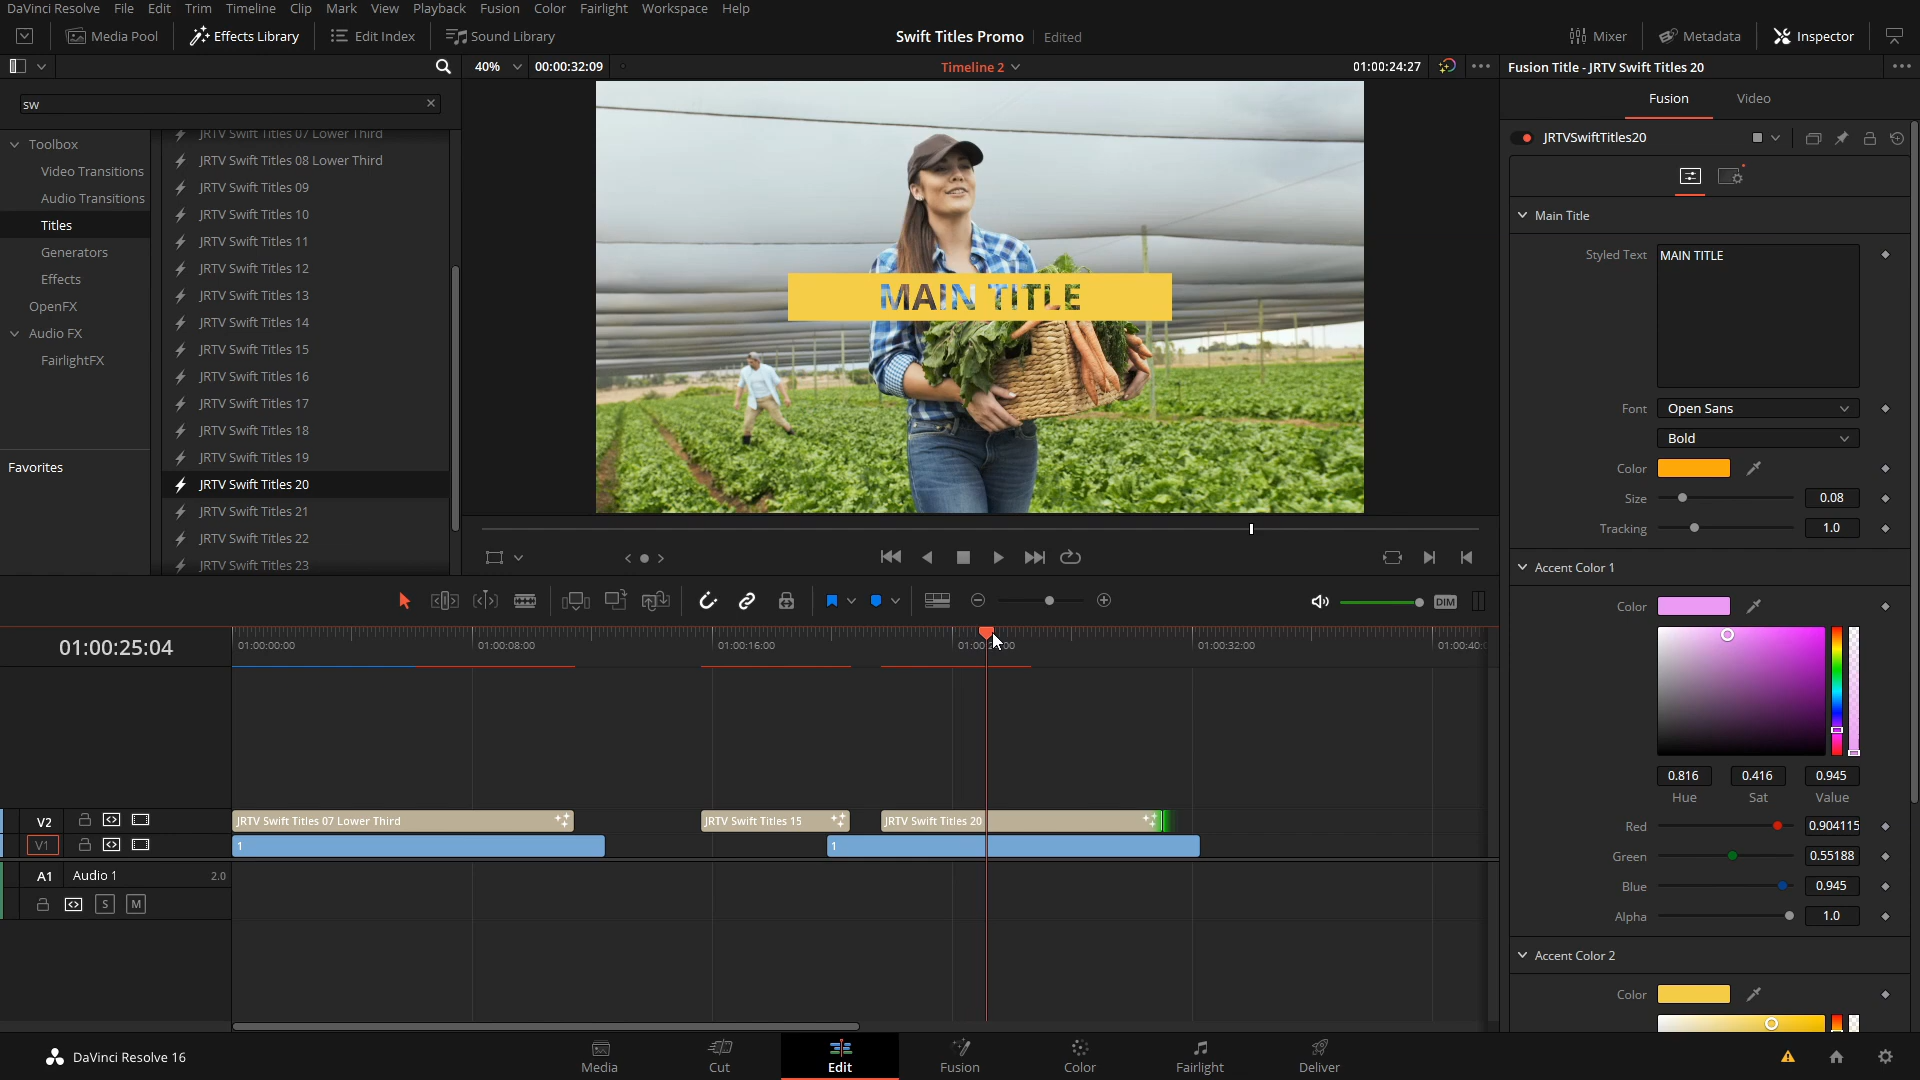 DaVinci Resolve File Edit Trim Timeline Clip Mark View Playback Fusion Color Fairlight Workspace Help
Media Pool Effects Library Edit Index Sound Library Swift Titles Promo Edited Mixer Metadata Inspector
40% 00:00:32:09 Timeline 2 01:00:24:27 Fusion Title - JRTV Swift Titles 20
sw
Toolbox
Video Transitions
Audio Transitions
Titles
Generators
Effects
OpenFX
Audio FX
FairlightFX
Favorites
JRTV Swift Titles 07 Lower Third
JRTV Swift Titles 08 Lower Third
JRTV Swift Titles 09
JRTV Swift Titles 10
JRTV Swift Titles 11
JRTV Swift Titles 12
JRTV Swift Titles 13
JRTV Swift Titles 14
JRTV Swift Titles 15
JRTV Swift Titles 16
JRTV Swift Titles 17
JRTV Swift Titles 18
JRTV Swift Titles 19
JRTV Swift Titles 20
JRTV Swift Titles 21
JRTV Swift Titles 22
JRTV Swift Titles 23
MAIN TITLE
Fusion Video
JRTVSwiftTitles20
Main Title
Styled Text MAIN TITLE
Font Open Sans
Bold
Color
Size 0.08
Tracking 1.0
Accent Color 1
Color
0.816 0.416 0.945
Hue Sat Value
Red 0.904115
Green 0.55188
Blue 0.945
Alpha 1.0
Accent Color 2
Color
DIM
01:00:25:04 01:00:00:00 01:00:08:00 01:00:16:00 01:00:32:00 01:00:40:
V2 JRTV Swift Titles 07 Lower Third JRTV Swift Titles 15 JRTV Swift Titles 20
V1 1 1
A1 Audio 1 2.0
S M
DaVinci Resolve 16 Media Cut Edit Fusion Color Fairlight Deliver